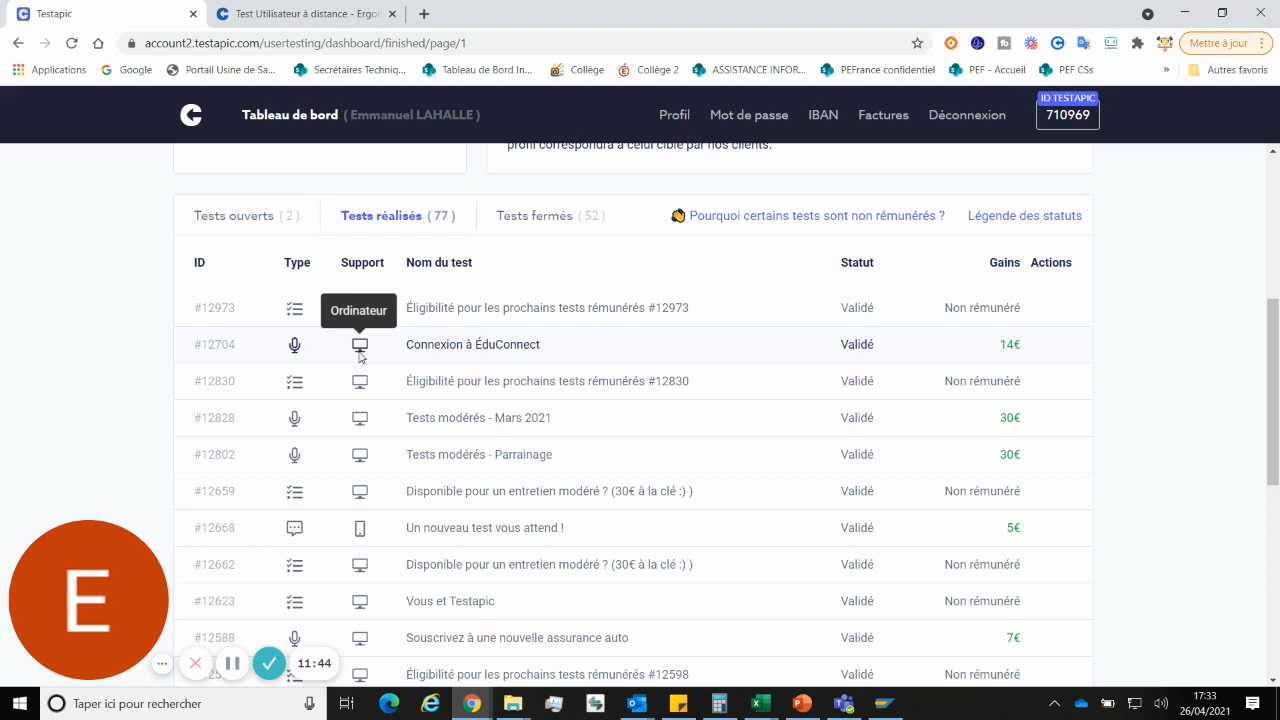 Testapic
Test Utilisateur à distance - Ergo
account2.testapic.com/usertesting/dashboard/finished/page/1
Mettre à jour
Applications
Google
Portail Usine de Sa...
Secrétaires Techniq...
Tableau de Bord In...
Collège
Collège 2
ASSISTANCE INFOR...
PEFrance confidentiel
PEF - Accueil
PEF CSs
»
Autres favoris
Tableau de bord ( Emmanuel LAHALLE )
Profil
Mot de passe
IBAN
Factures
Déconnexion
ID TESTAPIC
710969
profil correspondra à celui ciblé par nos clients.
Tests ouverts ( 2 )
Tests réalisés ( 77 )
Tests fermés ( 52 )
Pourquoi certains tests sont non rémunérés ?
Légende des statuts
ID Type Support Nom du test Statut Gains Actions
#12973 Éligibilité pour les prochains tests rémunérés #12973 Validé Non rémunéré
Ordinateur
#12704 Connexion à ÉduConnect Validé 14€
#12830 Éligibilité pour les prochains tests rémunérés #12830 Validé Non rémunéré
#12828 Tests modérés - Mars 2021 Validé 30€
#12802 Tests modérés - Parrainage Validé 30€
#12659 Disponible pour un entretien modéré ? (30€ à la clé :) ) Validé Non rémunéré
#12668 Un nouveau test vous attend ! Validé 5€
#12662 Disponible pour un entretien modéré ? (30€ à la clé :) ) Validé Non rémunéré
#12623 Vous et Testapic Validé Non rémunéré
#12588 Souscrivez à une nouvelle assurance auto Validé 7€
Éligibilité pour les prochains tests rémunérés #12598 Validé Non rémunéré
E
11:44
Taper ici pour rechercher
17:33
26/04/2021